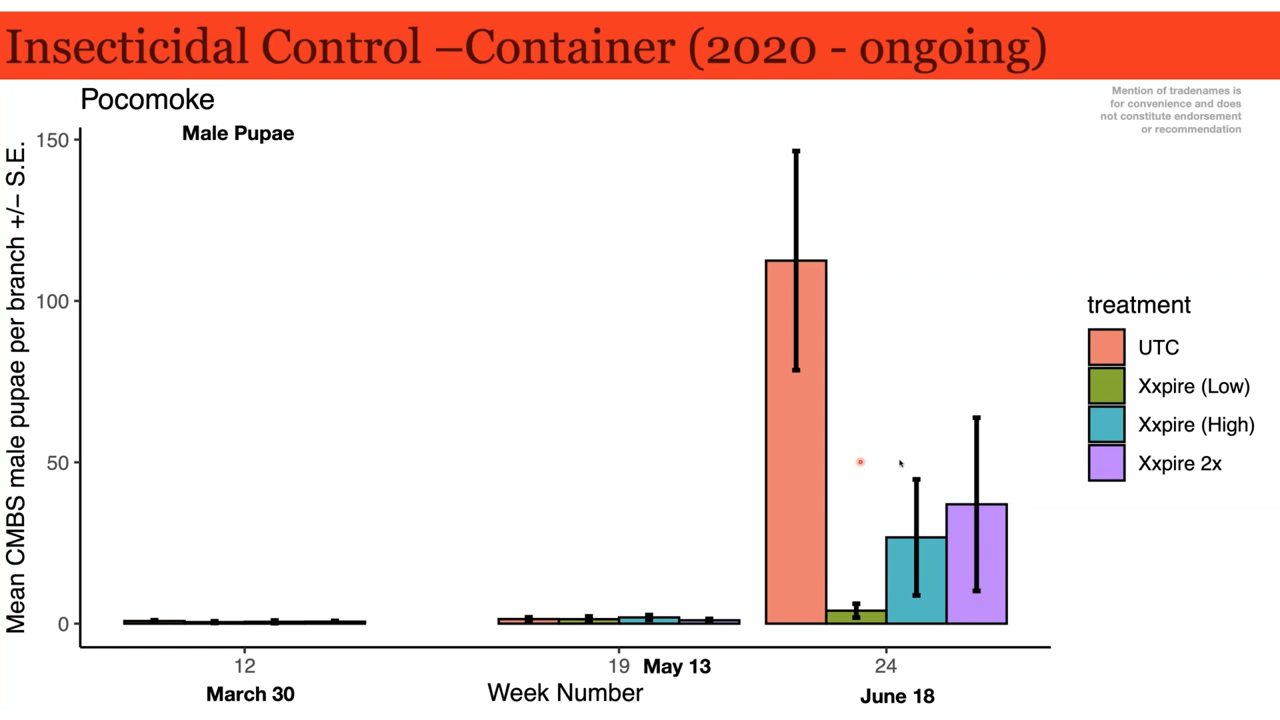 Insecticidal Control –Container (2020 - ongoing)
Pocomoke
Mention of tradenames is
for convenience and does
not constitute endorsement
or recommendation
Male Pupae
Mean CMBS male pupae per branch +/− S.E.
150
100
50
0
12
19
24
March 30
May 13
June 18
Week Number
treatment
UTC
Xxpire (Low)
Xxpire (High)
Xxpire 2x